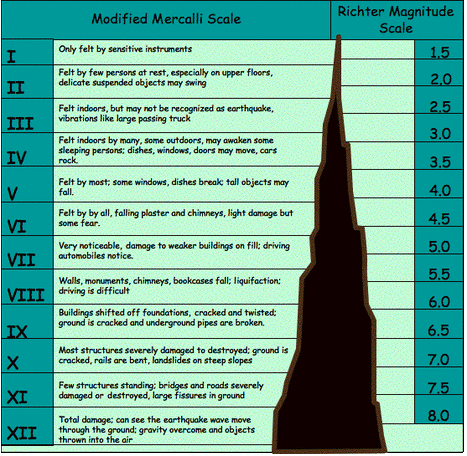 Modified Mercalli Scale
Richter Magnitude
Scale
I
Only felt by sensitive instruments
1.5
II
Felt by few persons at rest, especially on upper floors,
delicate suspended objects may swing
2.0
III
Felt indoors, but may not be recognized as earthquake,
vibrations like large passing truck
2.5
IV
Felt indoors by many, some outdoors, may awaken some
sleeping persons; dishes, windows, doors may move, cars
rock.
3.0
3.5
V
Felt by most; some windows, dishes break; tall objects may
fall.
4.0
VI
Felt by by all, falling plaster and chimneys, light damage but
some fear.
4.5
VII
Very noticeable, damage to weaker buildings on fill; driving
automobiles notice.
5.0
VIII
Walls, monuments, chimneys, bookcases fall; liquifaction;
driving is difficult
5.5
6.0
IX
Buildings shifted off foundations, cracked and twisted;
ground is cracked and underground pipes are broken.
6.5
X
Most structures severely damaged to destroyed; ground is
cracked, rails are bent, landslides on steep slopes
7.0
XI
Few structures standing; bridges and roads severely
damaged or destroyed, large fissures in ground
7.5
XII
Total damage; can see the earthquake wave move
through the ground; gravity overcome and objects
thrown into the air
8.0